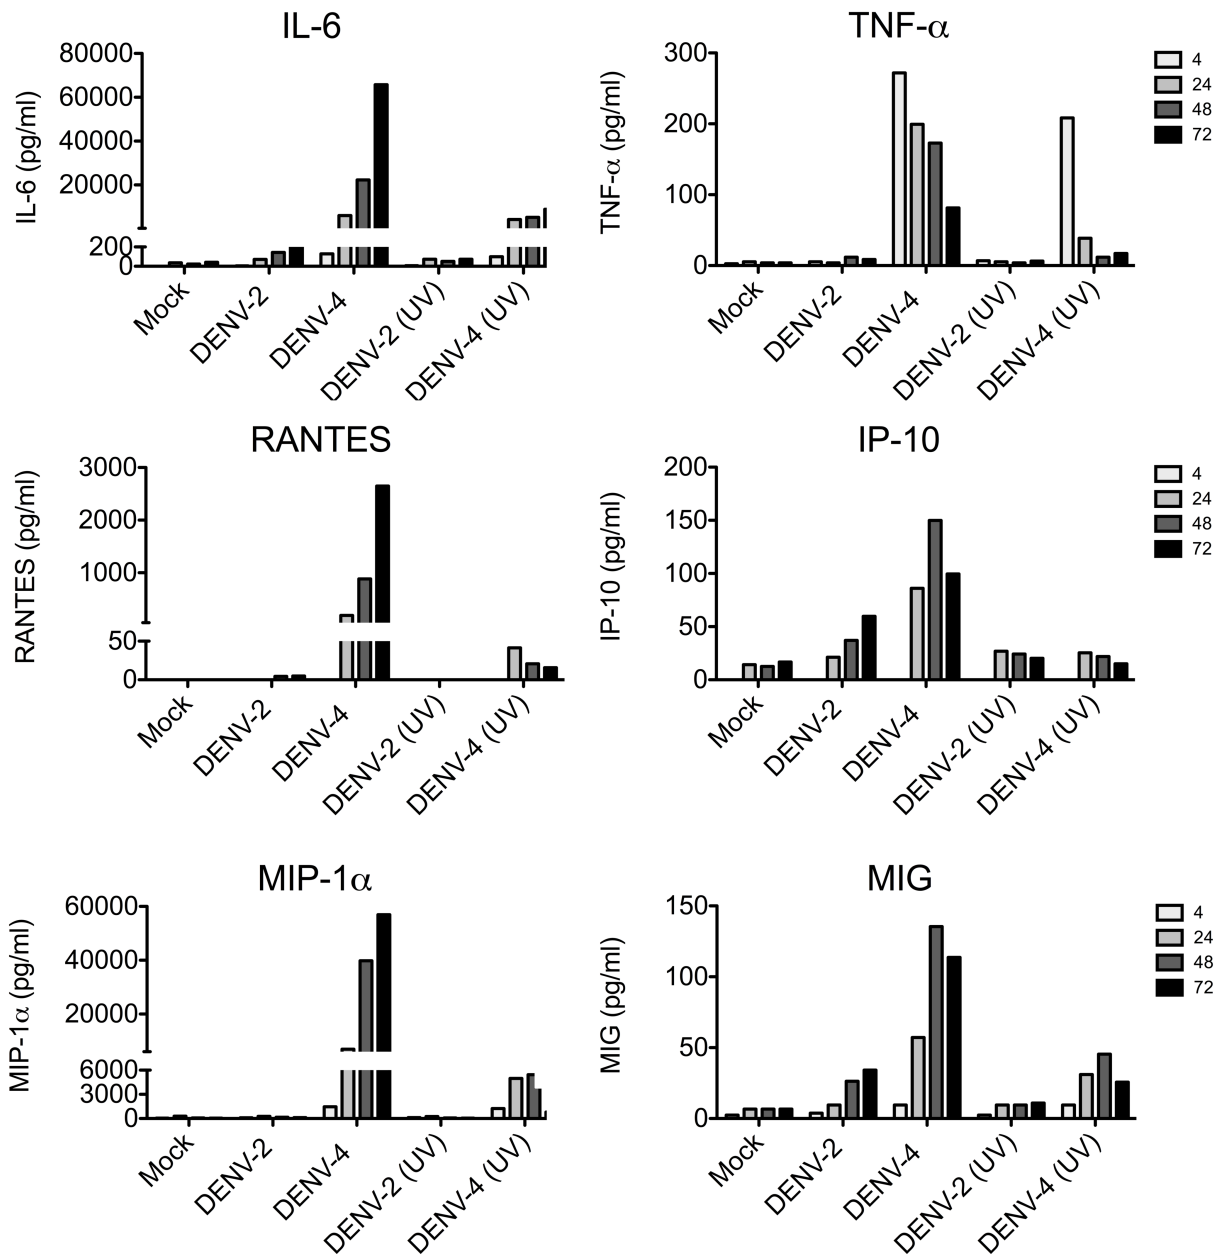 IL-6
IL-6 (pg/ml)
80000
60000
40000
20000
200
0
Mock
DENV-2
DENV-4
DENV-2 (UV)
DENV-4 (UV)
TNF-α
TNF-α (pg/ml)
300
200
100
0
Mock
DENV-2
DENV-4
DENV-2 (UV)
DENV-4 (UV)
4
24
48
72
RANTES
RANTES (pg/ml)
3000
2000
1000
50
0
Mock
DENV-2
DENV-4
DENV-2 (UV)
DENV-4 (UV)
IP-10
IP-10 (pg/ml)
200
150
100
50
0
Mock
DENV-2
DENV-4
DENV-2 (UV)
DENV-4 (UV)
4
24
48
72
MIP-1α
MIP-1α (pg/ml)
60000
40000
20000
6000
3000
0
Mock
DENV-2
DENV-4
DENV-2 (UV)
DENV-4 (UV)
MIG
MIG (pg/ml)
150
100
50
0
Mock
DENV-2
DENV-4
DENV-2 (UV)
DENV-4 (UV)
4
24
48
72